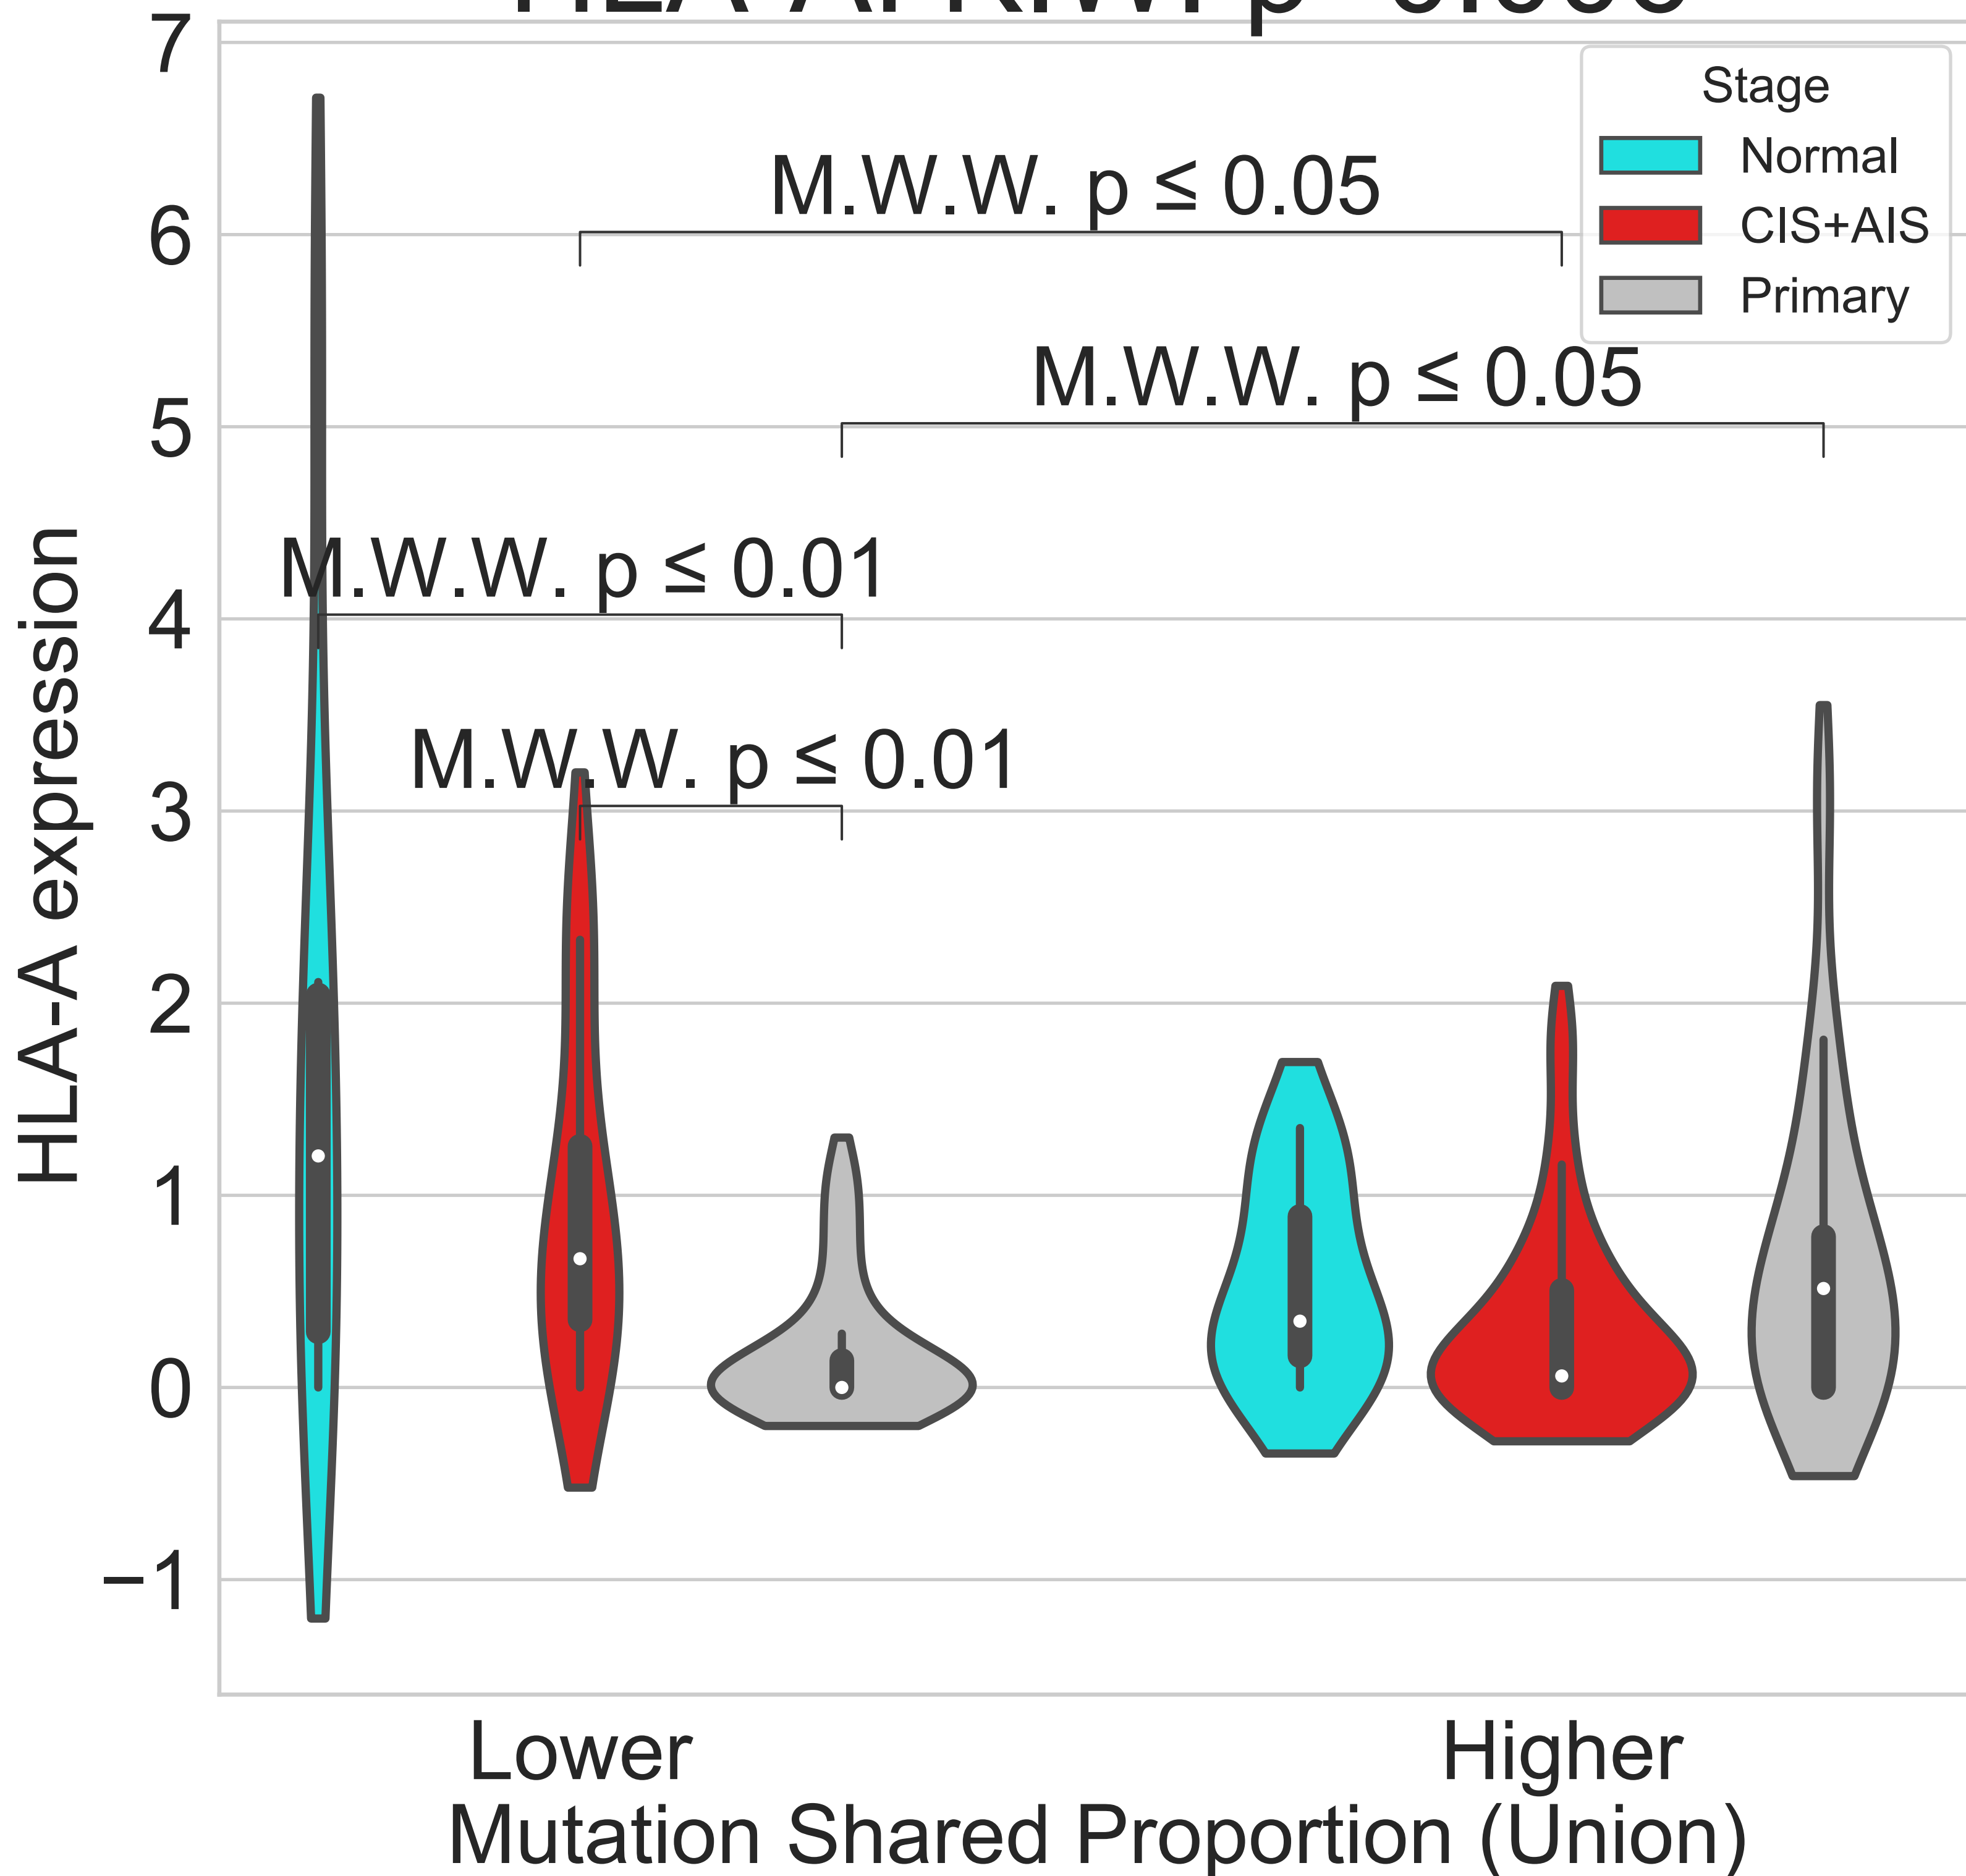 7
Stage
Normal
CIS+AIS
Primary
M.W.W. p ≤ 0.05
6
M.W.W. p ≤ 0.05
5
M.W.W. p ≤ 0.01
4
M.W.W. p ≤ 0.01
3
2
1
0
−1
HLA-A expression
Lower
Higher
Mutation Shared Proportion (Union)